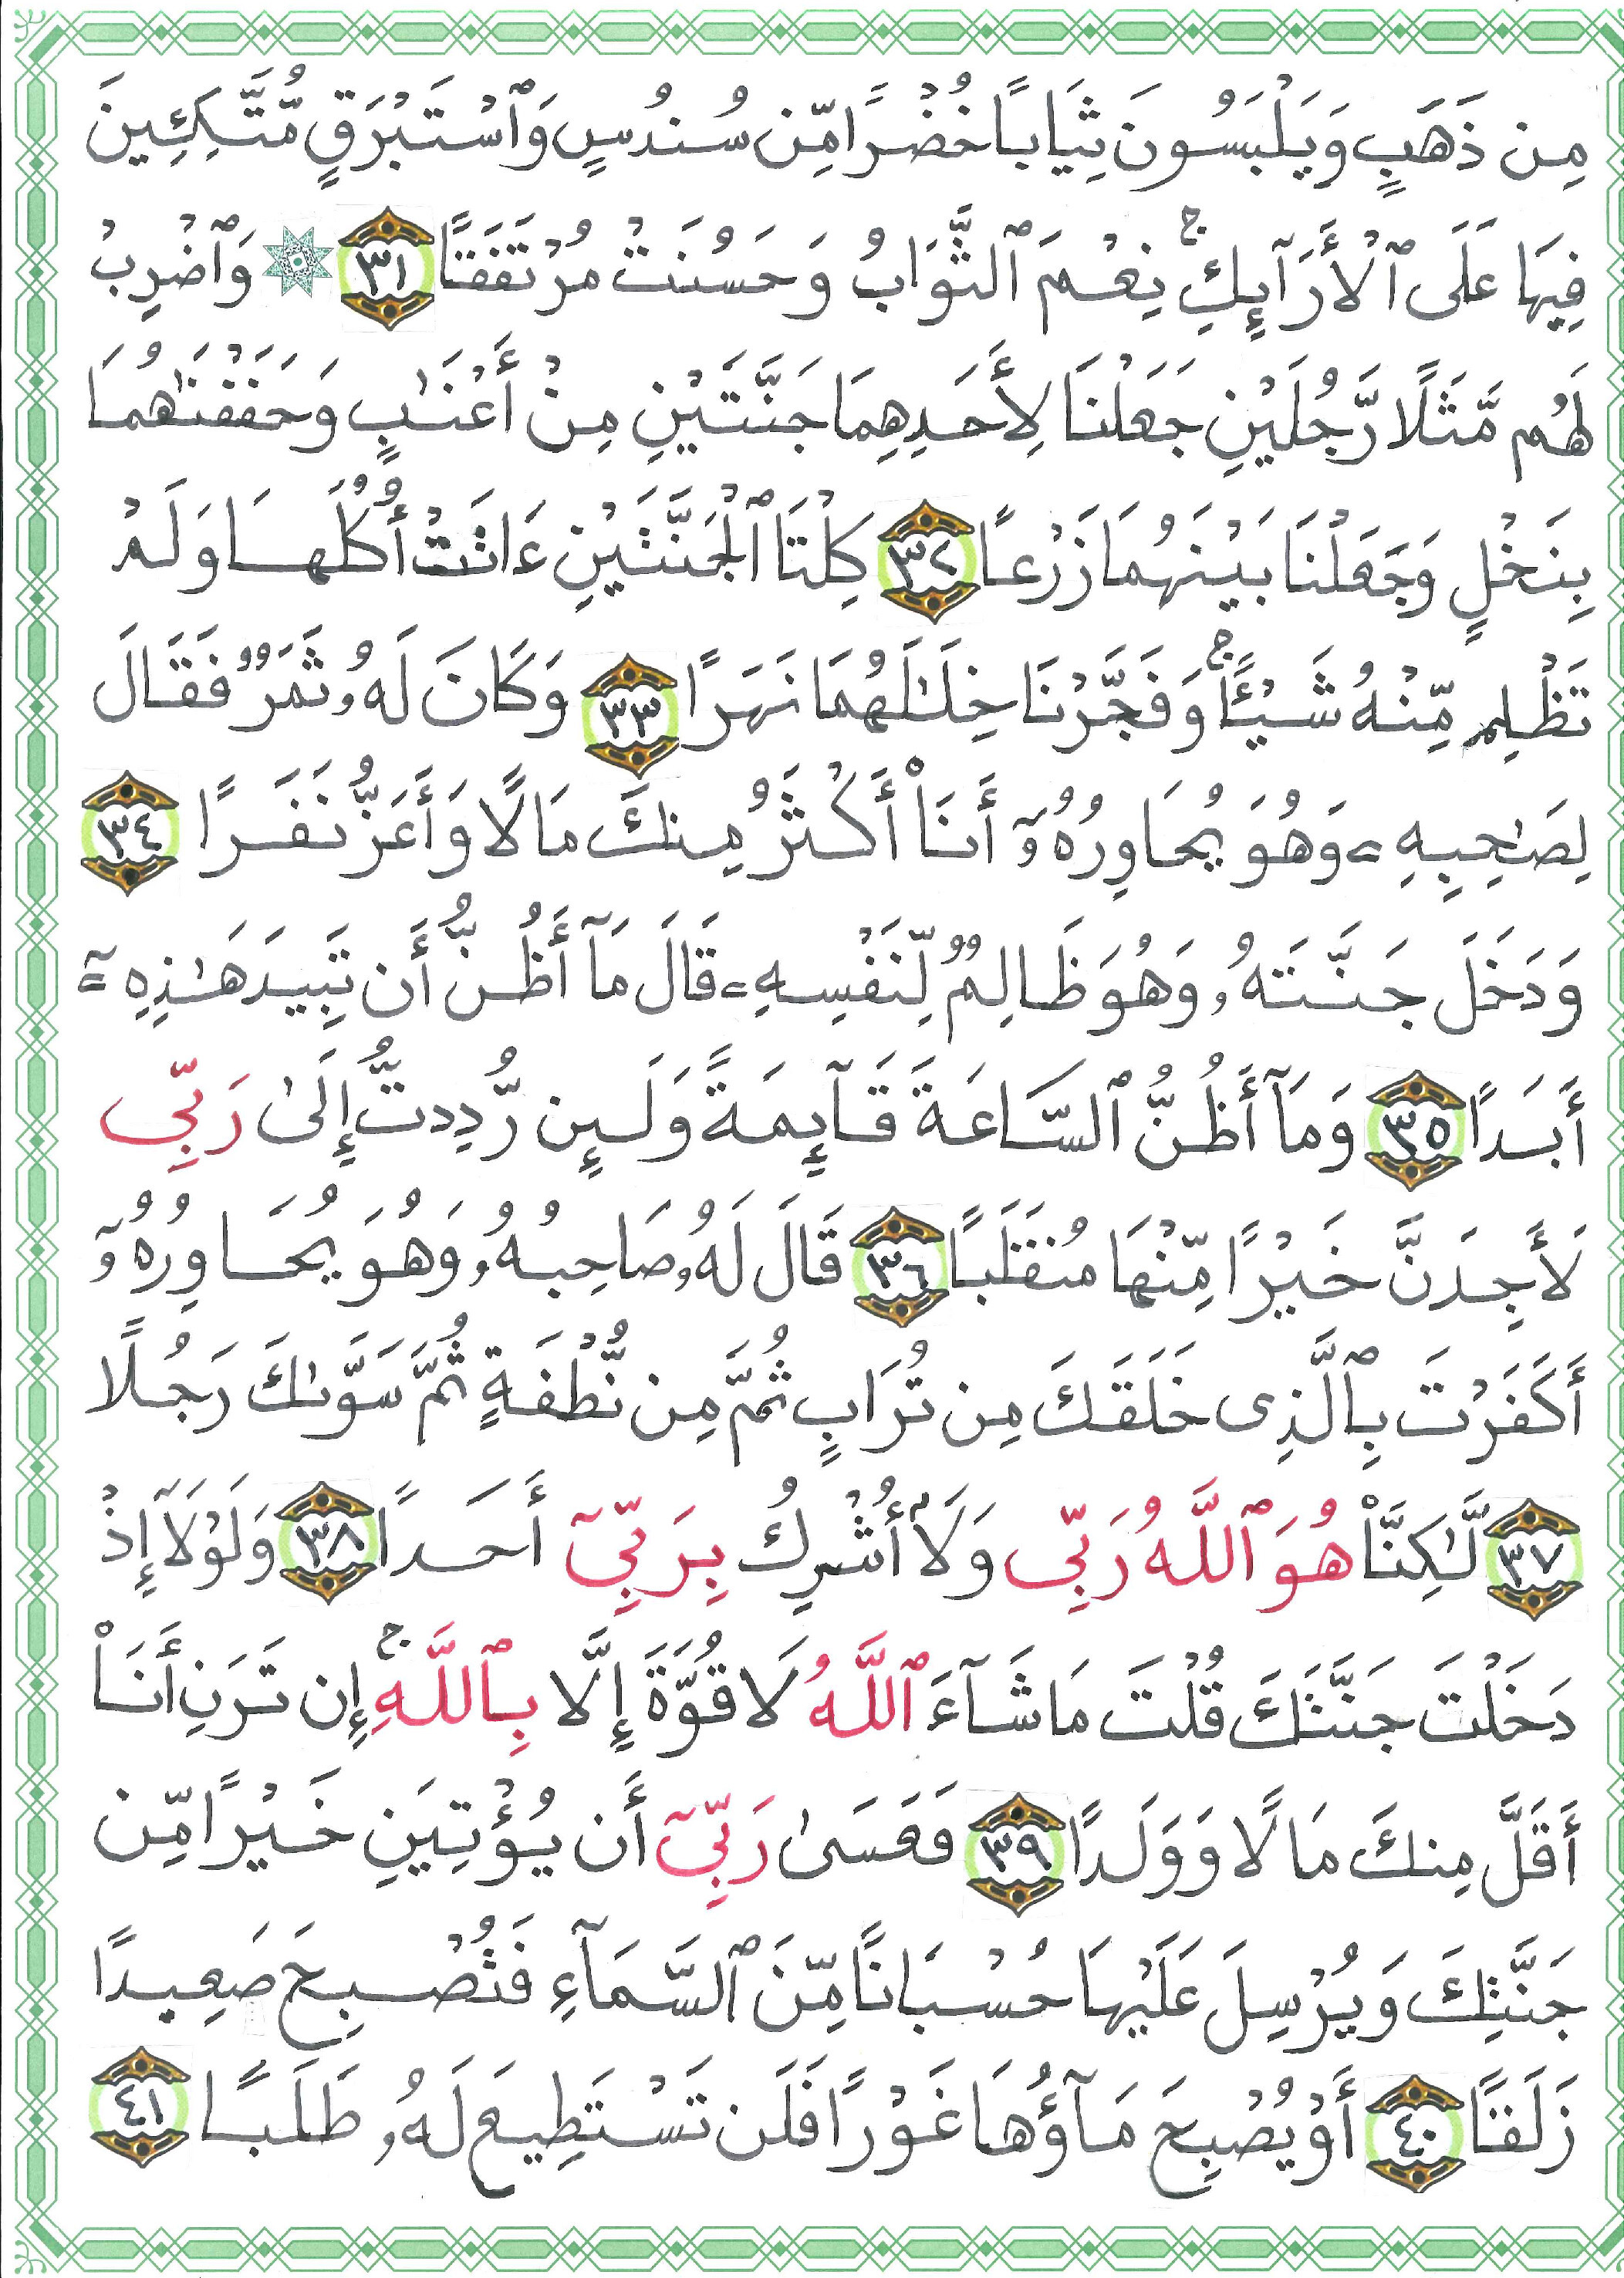 مِن ذَهَبٍ وَيَلْبَسُونَ ثِيَابًا خُضْرًا مِّن سُندُسٍ وَٱسْتَبْرَقٍ مُّتَّكِـِٔينَ
فِيهَا عَلَى ٱلْأَرَآئِكِ ۚ نِعْمَ ٱلثَّوَابُ وَحَسُنَتْ مُرْتَفَقًا ٣١ ۞ وَٱضْرِبْ
لَهُم مَّثَلًا رَّجُلَيْنِ جَعَلْنَا لِأَحَدِهِمَا جَنَّتَيْنِ مِنْ أَعْنَٰبٍ وَحَفَفْنَٰهُمَا
بِنَخْلٍ وَجَعَلْنَا بَيْنَهُمَا زَرْعًا ٣٢ كِلْتَا ٱلْجَنَّتَيْنِ ءَاتَتْ أُكُلَهَا وَلَمْ
تَظْلِم مِّنْهُ شَيْـًٔا ۚ وَفَجَّرْنَا خِلَٰلَهُمَا نَهَرًا ٣٣ وَكَانَ لَهُۥ ثَمَرٌ فَقَالَ
لِصَٰحِبِهِۦ وَهُوَ يُحَاوِرُهُۥٓ أَنَا۠ أَكْثَرُ مِنكَ مَالًا وَأَعَزُّ نَفَرًا ٣٤
وَدَخَلَ جَنَّتَهُۥ وَهُوَ ظَالِمٌ لِّنَفْسِهِۦ قَالَ مَآ أَظُنُّ أَن تَبِيدَ هَٰذِهِۦٓ
أَبَدًا ٣٥ وَمَآ أَظُنُّ ٱلسَّاعَةَ قَآئِمَةً وَلَئِن رُّدِدتُّ إِلَىٰ رَبِّى
لَأَجِدَنَّ خَيْرًا مِّنْهَا مُنقَلَبًا ٣٦ قَالَ لَهُۥ صَاحِبُهُۥ وَهُوَ يُحَاوِرُهُۥٓ
أَكَفَرْتَ بِٱلَّذِى خَلَقَكَ مِن تُرَابٍ ثُمَّ مِن نُّطْفَةٍ ثُمَّ سَوَّىٰكَ رَجُلًا
٣٧ لَّٰكِنَّا۠ هُوَ ٱللَّهُ رَبِّى وَلَآ أُشْرِكُ بِرَبِّىٓ أَحَدًا ٣٨ وَلَوْلَآ إِذْ
دَخَلْتَ جَنَّتَكَ قُلْتَ مَا شَآءَ ٱللَّهُ لَا قُوَّةَ إِلَّا بِٱللَّهِ ۚ إِن تَرَنِ أَنَا۠
أَقَلَّ مِنكَ مَالًا وَوَلَدًا ٣٩ فَعَسَىٰ رَبِّىٓ أَن يُؤْتِيَنِ خَيْرًا مِّن
جَنَّتِكَ وَيُرْسِلَ عَلَيْهَا حُسْبَانًا مِّنَ ٱلسَّمَآءِ فَتُصْبِحَ صَعِيدًا
زَلَقًا ٤٠ أَوْ يُصْبِحَ مَآؤُهَا غَوْرًا فَلَن تَسْتَطِيعَ لَهُۥ طَلَبًا ٤١